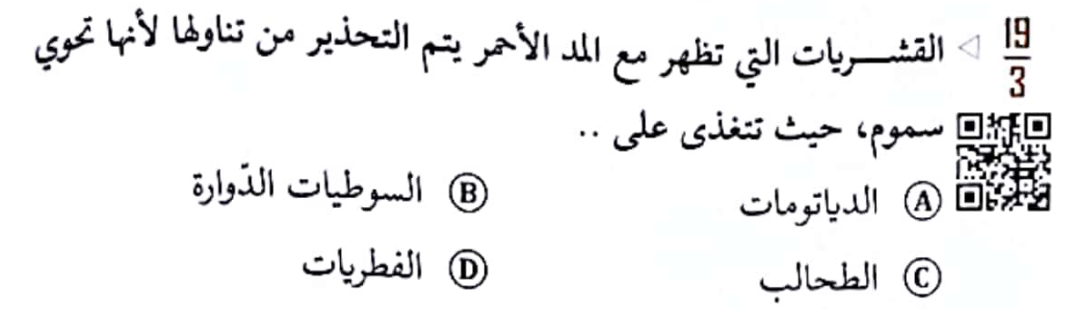 19
3
◁ القشريات التي تظهر مع المد الأحمر يتم التحذير من تناولها لأنها تحوي
سموم، حيث تتغذى على ..
A الدياتومات
B السوطيات الدّوارة
C الطحالب
D الفطريات